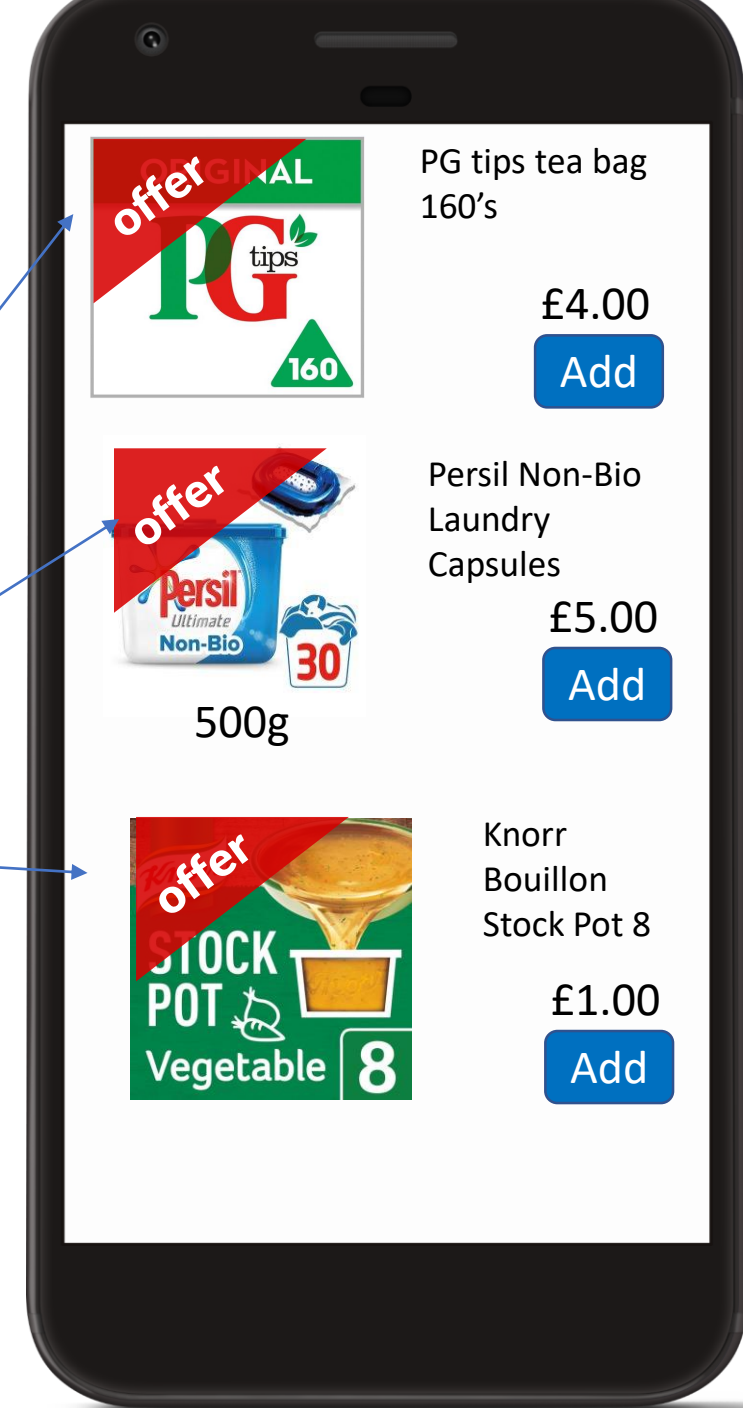 ORIGINAL
offer
PG
tips
160
PG tips tea bag
160’s
£4.00
Add
offer
Persil
Ultimate
Non-Bio
30
500g
Persil Non-Bio
Laundry
Capsules
£5.00
Add
offer
STOCK
POT
Vegetable
8
Knorr
Bouillon
Stock Pot 8
£1.00
Add